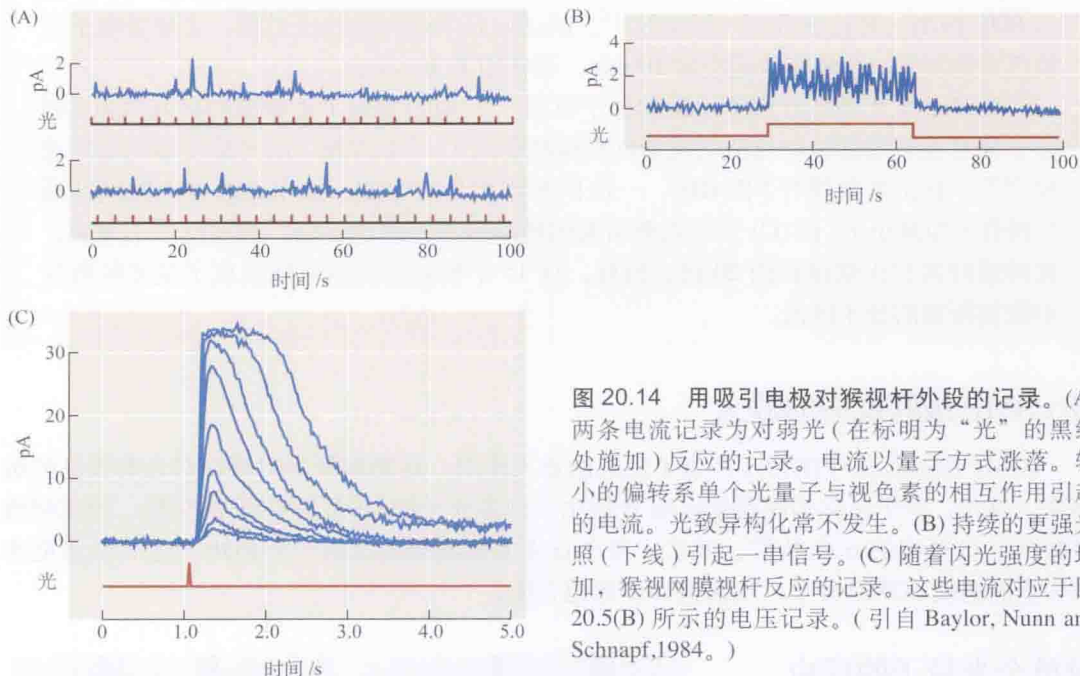 (A)
2
pA
0
光
2
0
0
20
40
60
80
100
时间 /s
(B)
4
pA
2
0
光
0
20
40
60
80
100
时间 /s
(C)
30
20
pA
10
0
光
0
1.0
2.0
3.0
4.0
5.0
时间 /s
图 20.14 用吸引电极对猴视杆外段的记录。(A)
两条电流记录为对弱光 ( 在标明为 “光” 的黑线
处施加 ) 反应的记录。电流以量子方式涨落。较
小的偏转系单个光量子与视色素的相互作用引起
的电流。光致异构化常不发生。(B) 持续的更强光
照 ( 下线 ) 引起一串信号。(C) 随着闪光强度的增
加，猴视网膜视杆反应的记录。这些电流对应于图
20.5(B) 所示的电压记录。( 引自 Baylor, Nunn an
Schnapf,1984。)